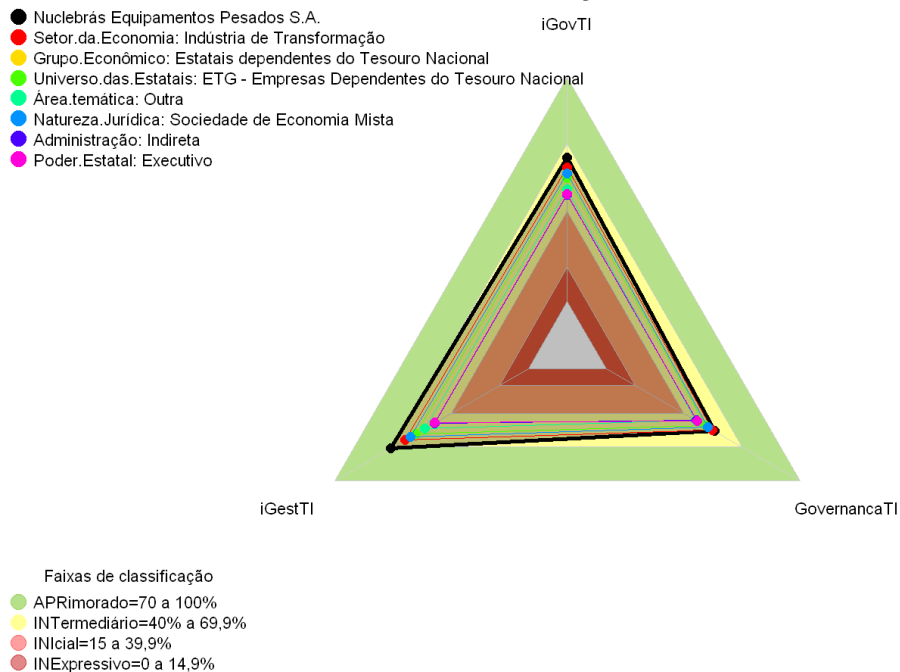 Nuclebrás Equipamentos Pesados S.A.
iGovTI
Setor.da.Economia: Indústria de Transformação
Grupo.Econômico: Estatais dependentes do Tesouro Nacional
Universo.das.Estatais: ETG - Empresas Dependentes do Tesouro Nacional
Área.temática: Outra
Natureza.Jurídica: Sociedade de Economia Mista
Administração: Indireta
Poder.Estatal: Executivo
iGestTI
GovernancaTI
Faixas de classificação
APRimorado=70 a 100%
INTermediário=40% a 69,9%
INIcial=15 a 39,9%
INExpressivo=0 a 14,9%